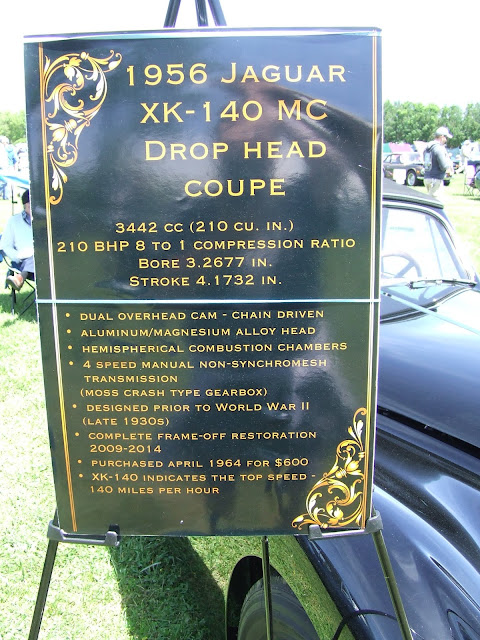 1956 Jaguar
XK-140 MC
Drop head
coupe
3442 cc (210 cu. in.)
210 BHP 8 to 1 compression ratio
Bore 3.2677 in.
Stroke 4.1732 in.
• dual overhead cam - chain driven
• aluminum/magnesium alloy head
• hemispherical combustion chambers
• 4 speed manual non-synchromesh
transmission
(moss crash type gearbox)
• designed prior to World War II
(late 1930s)
• complete frame-off restoration
2009-2014
• purchased april 1964 for $600
• XK-140 indicates the top speed -
140 miles per hour